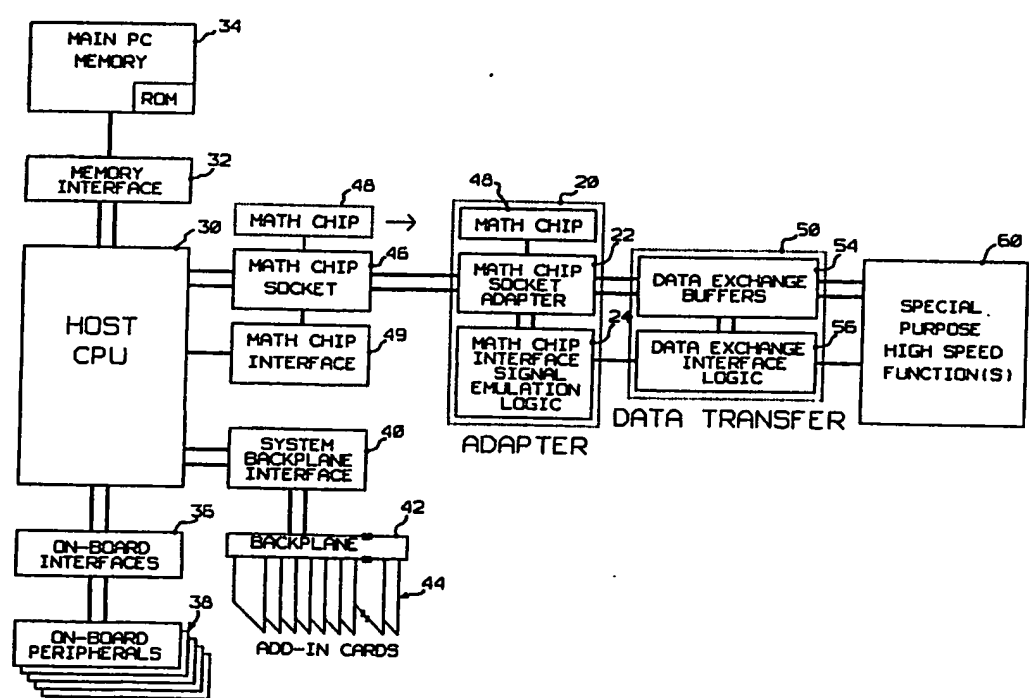 MAIN PC
MEMORY
ROM
34
MEMORY
INTERFACE
32
30
HOST
CPU
48
MATH CHIP
46
MATH CHIP
SOCKET
MATH CHIP
INTERFACE
49
48
20
MATH CHIP
22
MATH CHIP
SOCKET
ADAPTER
24
MATH CHIP
INTERFACE
SIGNAL
EMULATION
LOGIC
ADAPTER
50
54
DATA EXCHANGE
BUFFERS
56
DATA EXCHANGE
INTERFACE
LOGIC
DATA TRANSFER
60
SPECIAL
PURPOSE
HIGH SPEED
FUNCTION(S)
SYSTEM
BACKPLANE
INTERFACE
40
42
BACKPLANE
44
ADD-IN CARDS
36
ON-BOARD
INTERFACES
38
ON-BOARD
PERIPHERALS